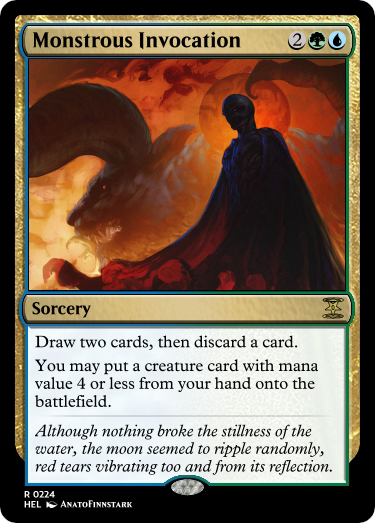 Monstrous Invocation 2
Sorcery
Draw two cards, then discard a card.
You may put a creature card with mana
value 4 or less from your hand onto the
battlefield.
Although nothing broke the stillness of the
water, the moon seemed to ripple randomly,
red tears vibrating too and from its reflection.
R 0224
HEL AnatoFinnstark